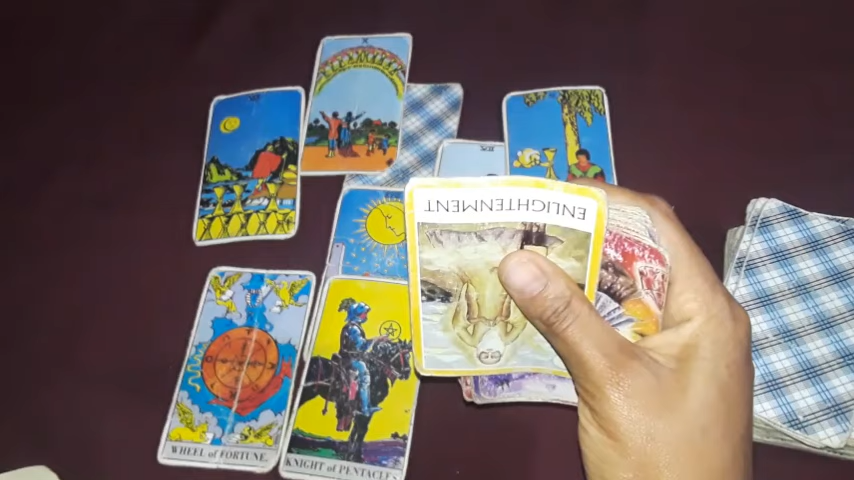 X
ENLIGHTENMENT
WHEEL of FORTUNE.
KNIGHT of PENTACLES